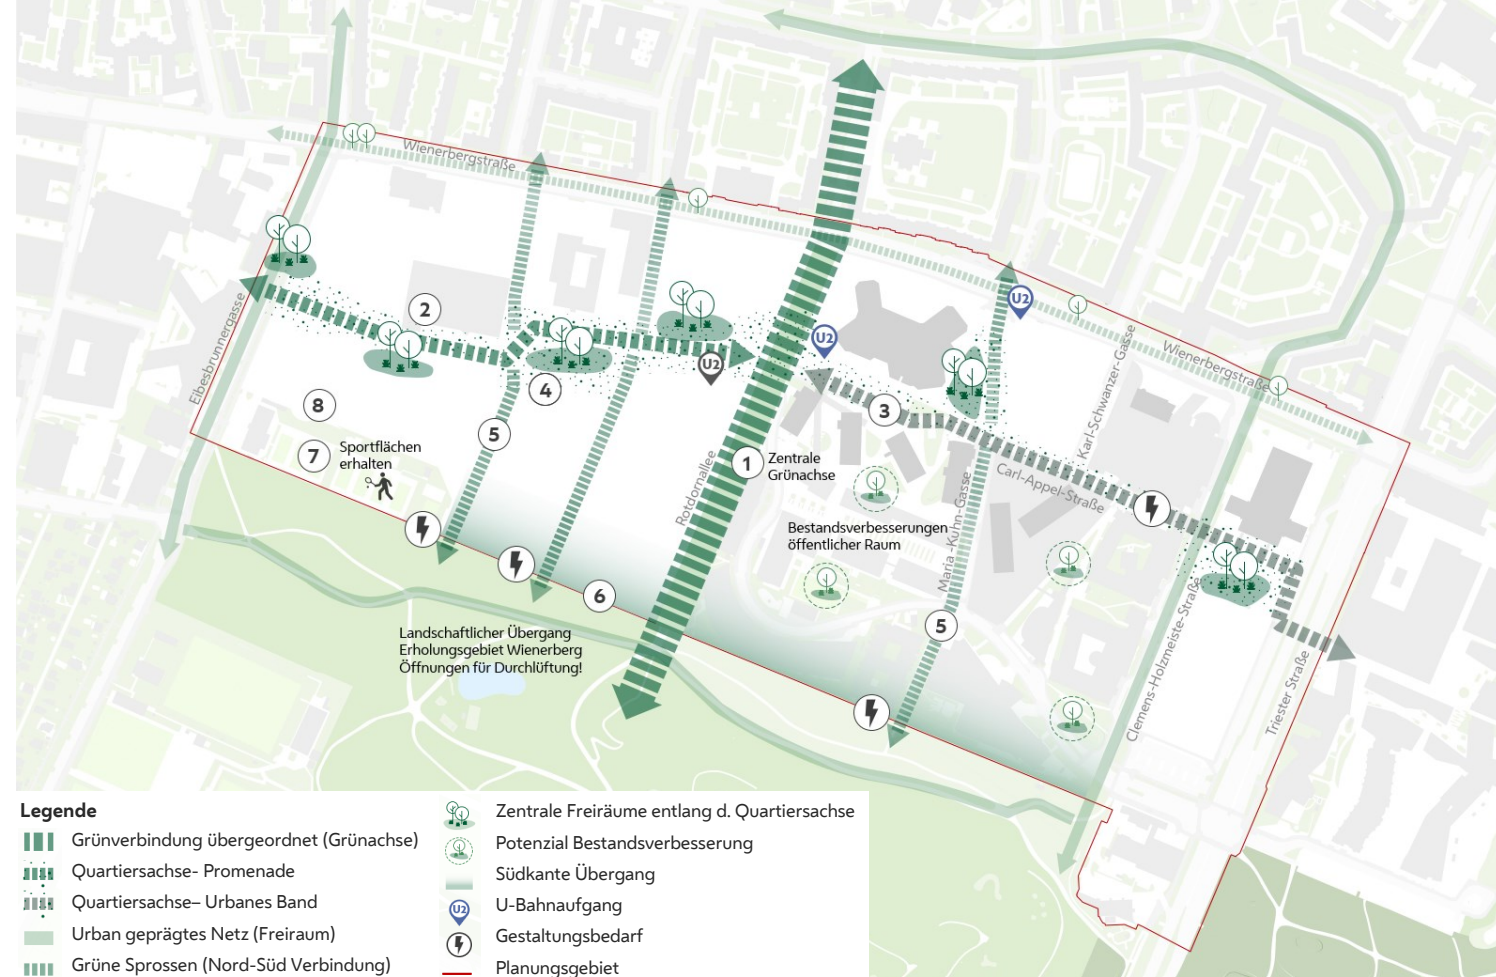 Wienerbergstraße
U2
2
U2
U2
Karl-Schwanzer-Gasse
Wienerbergstraße
Eibesbrunnergasse
4
3
8
5
7
Sportflächen
erhalten
Rotdornallee
1
Zentrale
Grünachse
Carl-Appel-Straße
Maria-Kuhn-Gasse
Bestandsverbesserungen
öffentlicher Raum
6
5
Landschaftlicher Übergang
Erholungsgebiet Wienerberg
Öffnungen für Durchlüftung!
Clemens-Holzmeiste-Straße
Triester Straße
Legende
Grünverbindung übergeordnet (Grünachse)
Quartiersachse- Promenade
Quartiersachse– Urbanes Band
Urban geprägtes Netz (Freiraum)
Grüne Sprossen (Nord-Süd Verbindung)
Zentrale Freiräume entlang d. Quartiersachse
Potenzial Bestandsverbesserung
Südkante Übergang
U2
U-Bahnaufgang
Gestaltungsbedarf
Planungsgebiet